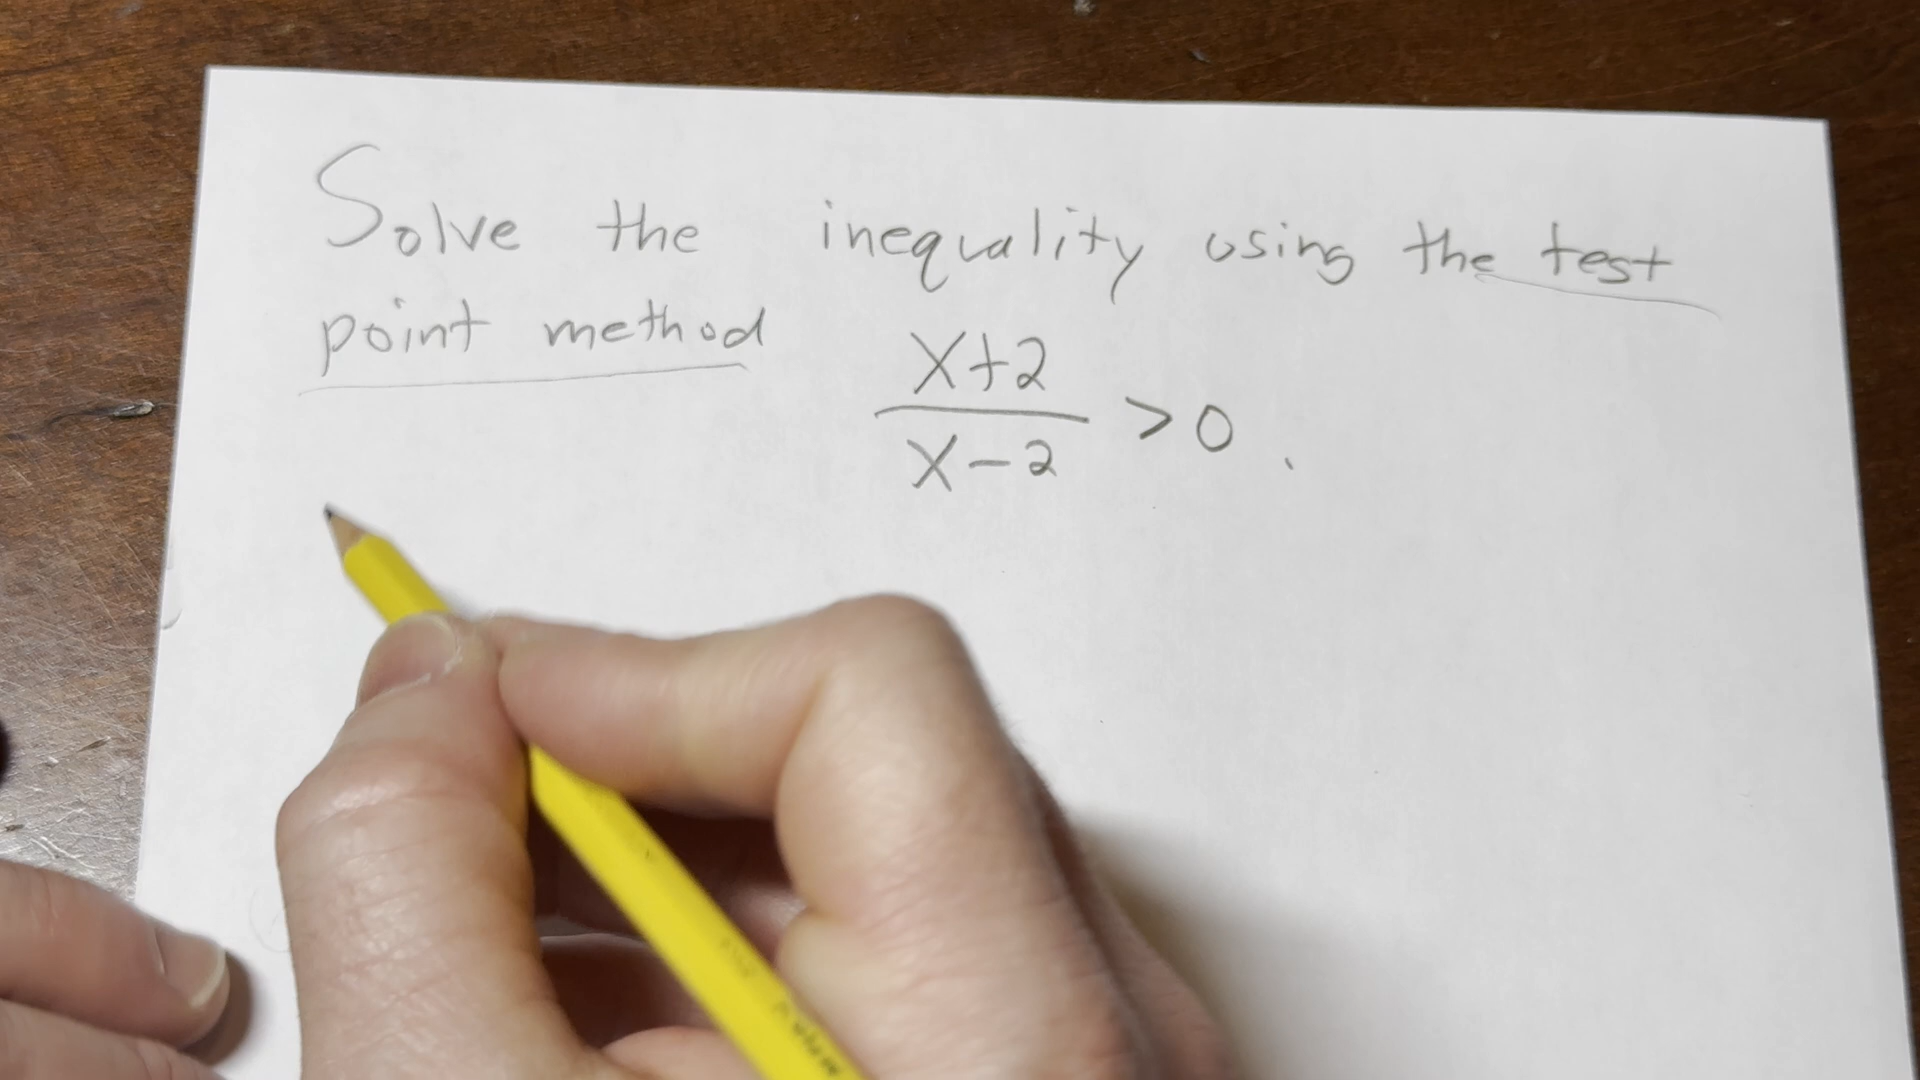 Solve the inequality using the test
point method
x+2
x-2
>0.